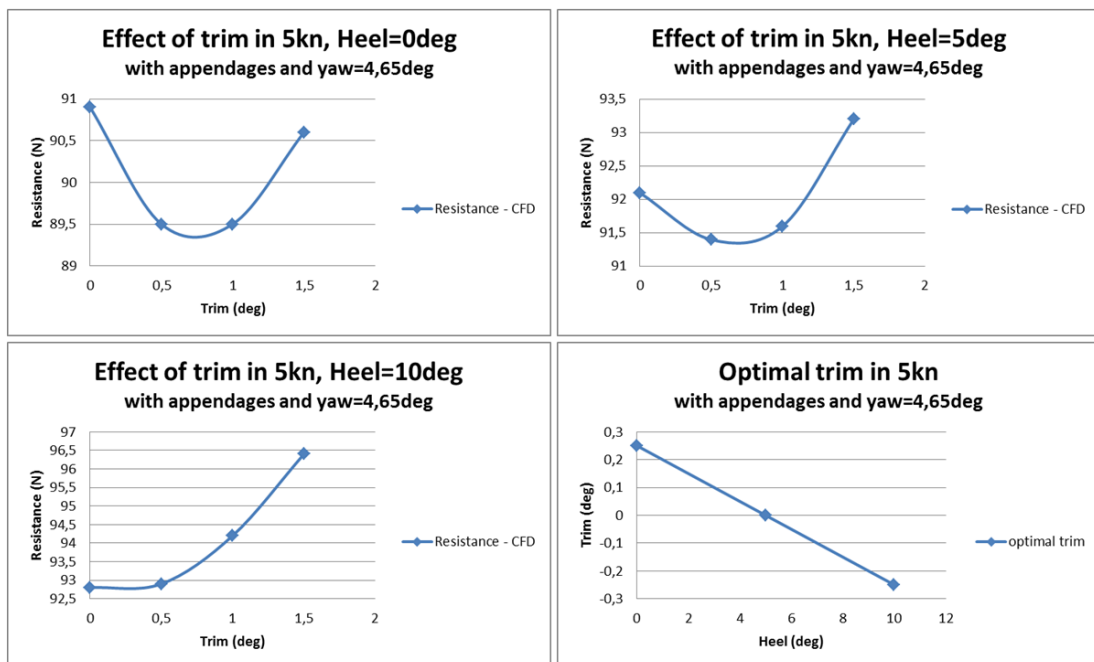 Effect of trim in 5kn, Heel=0deg
with appendages and yaw=4,65deg
91
90,5
90
89,5
89
Resistance (N)
0 0,5 1 1,5 2
Trim (deg)
Resistance - CFD
Effect of trim in 5kn, Heel=5deg
with appendages and yaw=4,65deg
93,5
93
92,5
92
91,5
91
Resistance (N)
0 0,5 1 1,5 2
Trim (deg)
Resistance - CFD
Effect of trim in 5kn, Heel=10deg
with appendages and yaw=4,65deg
97
96,5
96
95,5
95
94,5
94
93,5
93
92,5
Resistance (N)
0 0,5 1 1,5 2
Trim (deg)
Resistance - CFD
Optimal trim in 5kn
with appendages and yaw=4,65deg
0,3
0,2
0,1
0
-0,1
-0,2
-0,3
Trim (deg)
0 2 4 6 8 10 12
Heel (deg)
optimal trim